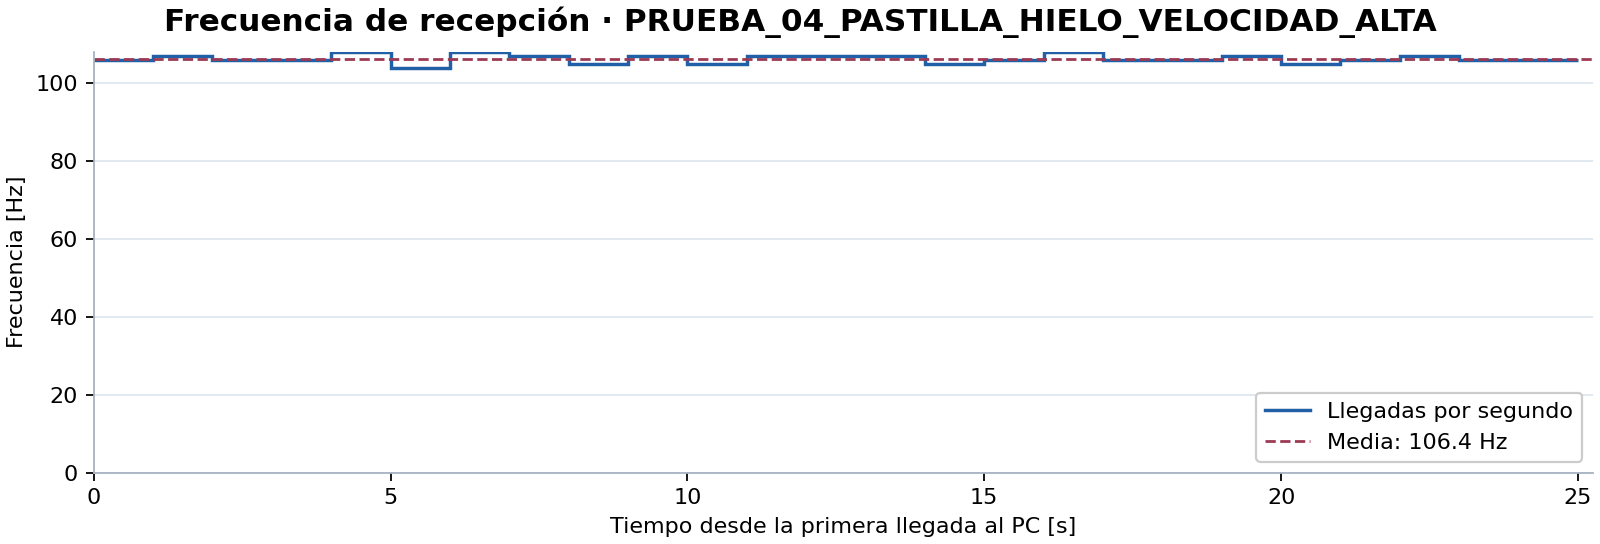 Frecuencia de recepción · PRUEBA_04_PASTILLA_HIELO_VELOCIDAD_ALTA
Frecuencia [Hz]
100
80
60
40
20
0
0 5 10 15 20 25
Tiempo desde la primera llegada al PC [s]
Llegadas por segundo
Media: 106.4 Hz